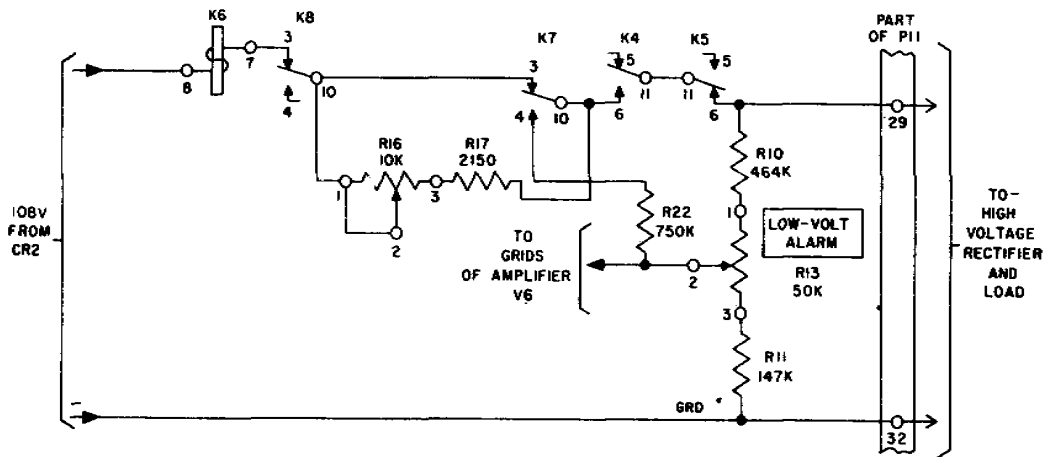 K6
K8
K7
K4
K5
PART
OF P11
3
7
8
10
4
3
4
10
5
11
6
11
5
6
29
R16
10K
R17
2150
1
3
2
R10
464K
R22
750K
1
LOW-VOLT
ALARM
R13
50K
2
3
108V
FROM
CR2
TO
GRIDS
OF AMPLIFIER
V6
TO
HIGH
VOLTAGE
RECTIFIER
AND
LOAD
R11
147K
GRD
32